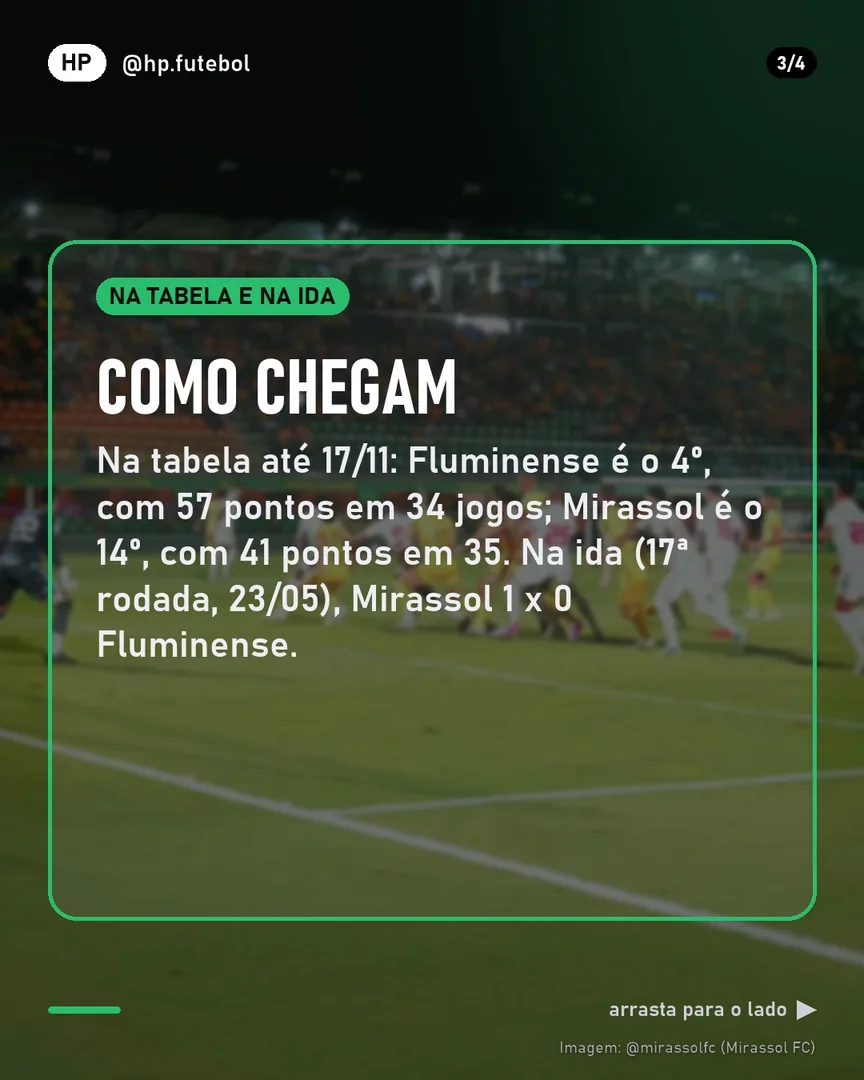 HP @hp.futebol 3/4
NA TABELA E NA IDA
COMO CHEGAM
Na tabela até 17/11: Fluminense é o 4º,
com 57 pontos em 34 jogos; Mirassol é o
14º, com 41 pontos em 35. Na ida (17ª
rodada, 23/05), Mirassol 1 x 0
Fluminense.
arrasta para o lado ▶
Imagem: @mirassolfc (Mirassol FC)